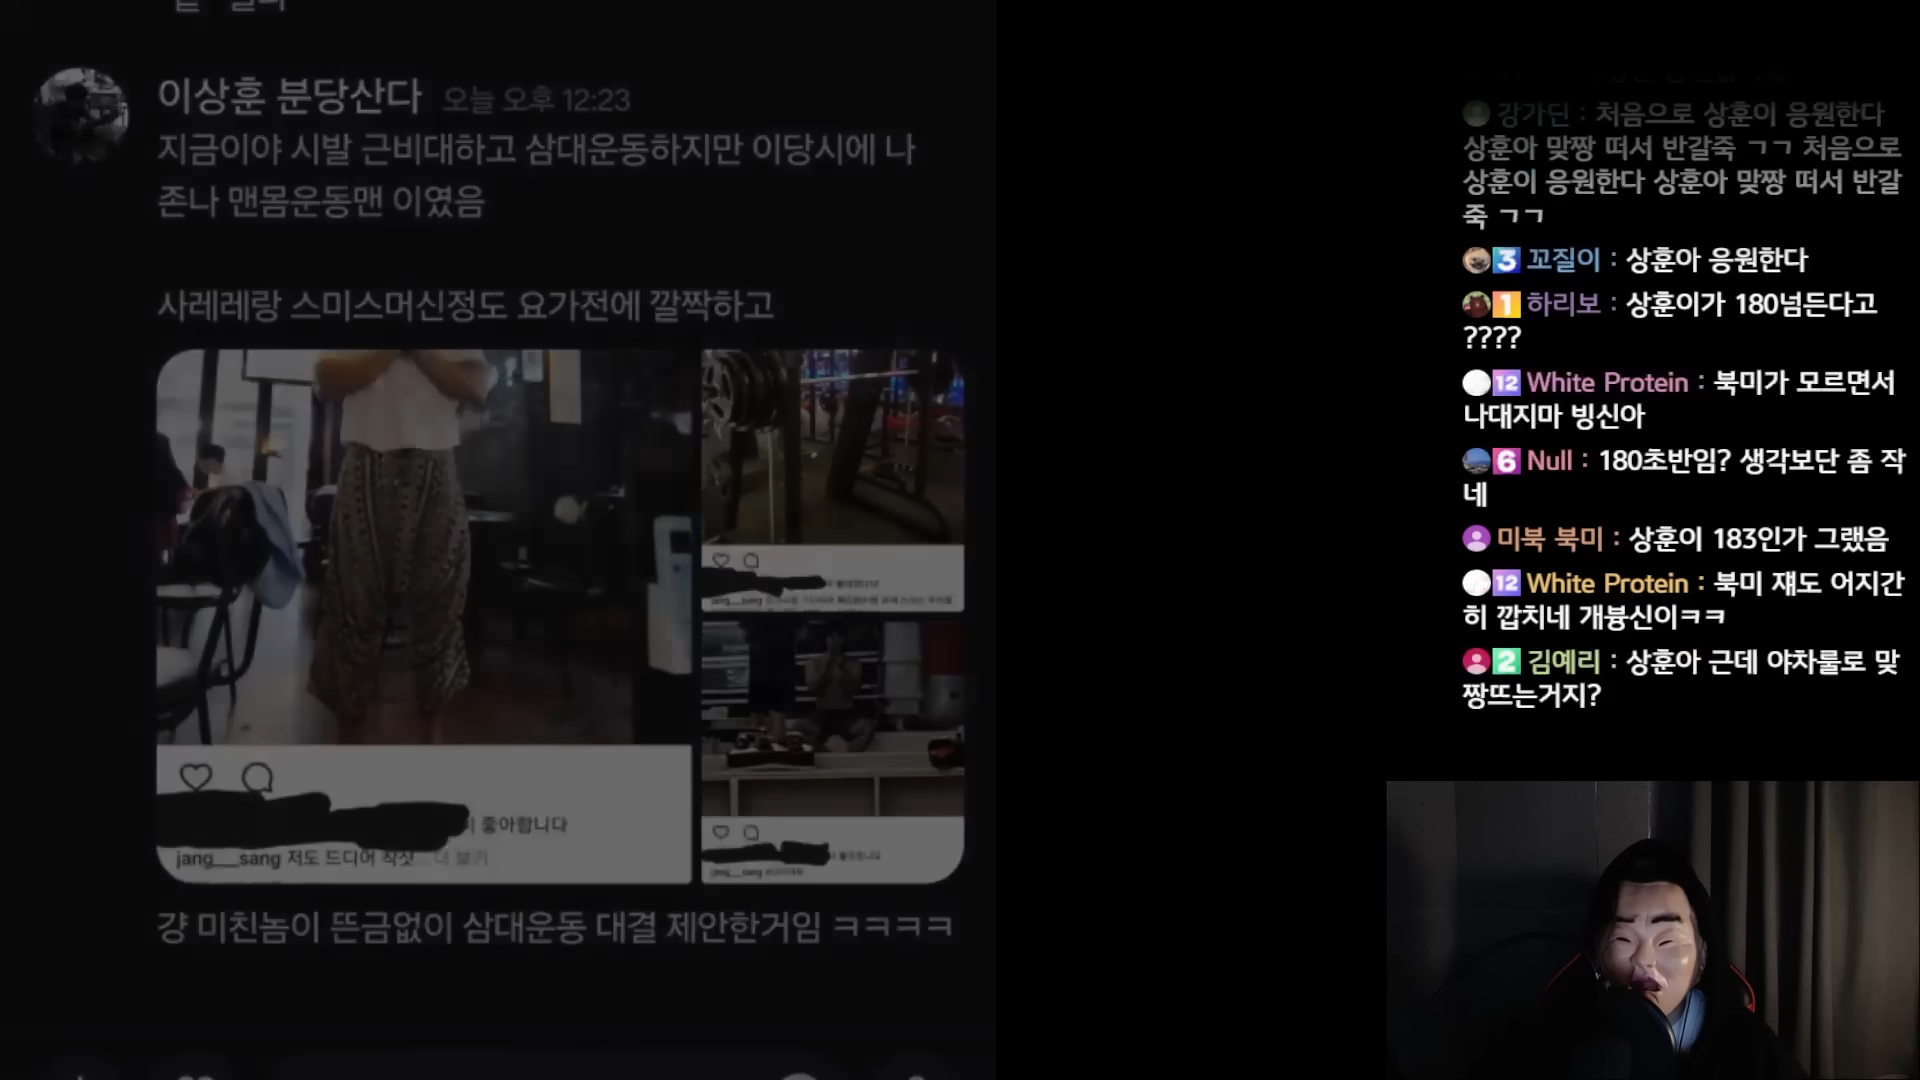 이상훈 분당산다 오늘 오후 12:23
지금이야 시발 근비대하고 삼대운동하지만 이당시에 나
존나 맨몸운동맨 이였음
사레레랑 스미스머신정도 요가전에 깔짝하고
좋아합니다
jang__sang 저도 드디어 착샷... 더 보기
jang__sang
jang__sang
걍 미친놈이 뜬금없이 삼대운동 대결 제안한거임 ㅋㅋㅋㅋ
강가딘 : 처음으로 상훈이 응원한다
상훈아 맞짱 떠서 반갈죽 ㄱㄱ 처음으로
상훈이 응원한다 상훈아 맞짱 떠서 반갈
죽 ㄱㄱ
3 꼬질이 : 상훈아 응원한다
1 하리보 : 상훈이가 180넘든다고
????
12 White Protein : 북미가 모르면서
나대지마 빙신아
6 Null : 180초반임? 생각보단 좀 작
네
미북 북미 : 상훈이 183인가 그랬음
12 White Protein : 북미 쟤도 어지간
히 깝치네 개븅신이ㅋㅋ
2 김예리 : 상훈아 근데 야차룰로 맞
짱뜨는거지?